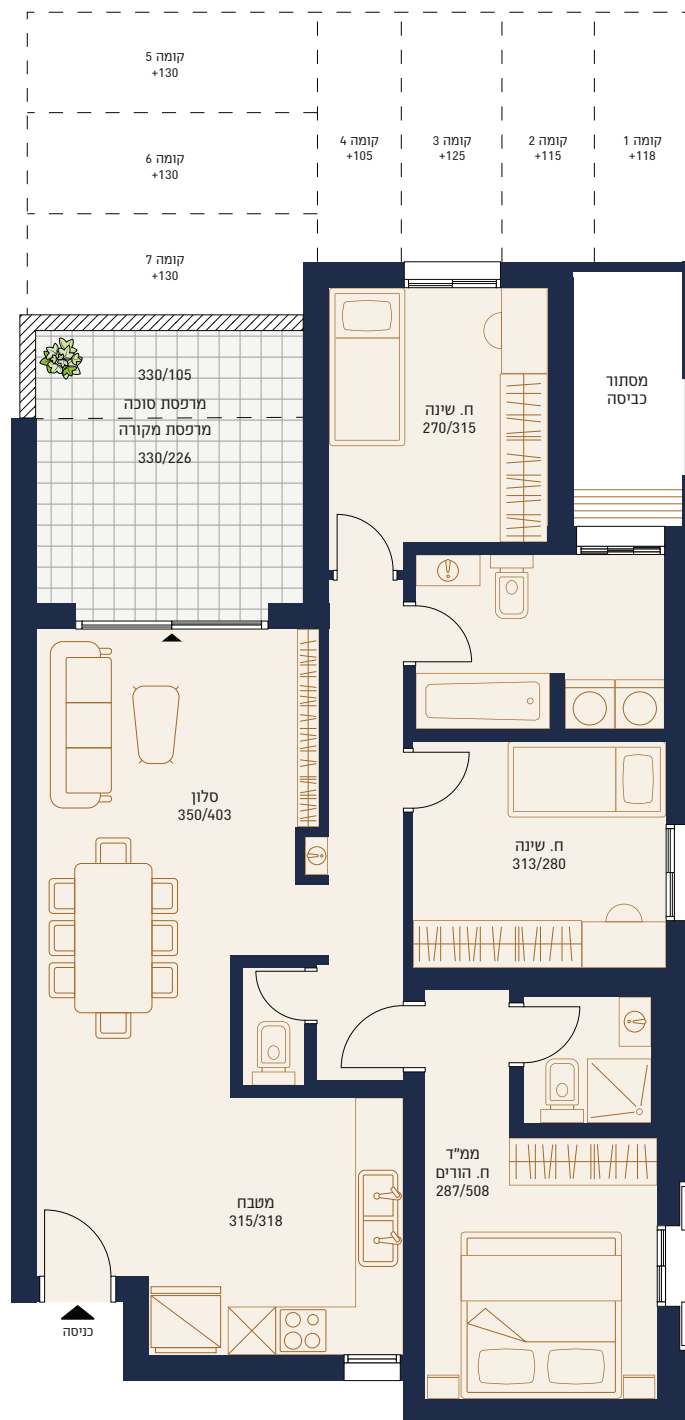 קומה 5
+130
קומה 6
+130
קומה 7
+130
קומה 1
+118
קומה 2
+115
קומה 3
+125
קומה 4
+105
330/105
מרפסת סוכה
מרפסת מקורה
330/226
ח. שינה
270/315
מסתור
כביסה
סלון
350/403
ח. שינה
313/280
ממ"ד
ח. הורים
287/508
מטבח
315/318
כניסה